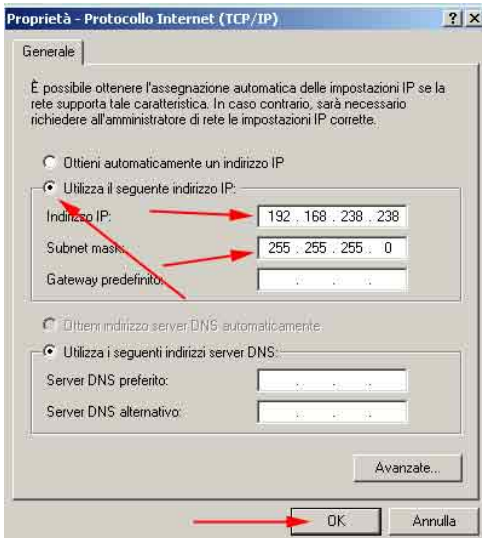 Proprietà - Protocollo Internet (TCP/IP)
Generale
È possibile ottenere l'assegnazione automatica delle impostazioni IP se la
rete supporta tale caratteristica. In caso contrario, sarà necessario
richiedere all'amministratore di rete le impostazioni IP corrette.
Ottieni automaticamente un indirizzo IP
Utilizza il seguente indirizzo IP:
Indirizzo IP: 192 . 168 . 238 . 238
Subnet mask: 255 . 255 . 255 . 0
Gateway predefinito: . . .
Ottieni indirizzo server DNS automaticamente
Utilizza i seguenti indirizzi server DNS:
Server DNS preferito: . . .
Server DNS alternativo: . . .
Avanzate...
OK Annulla